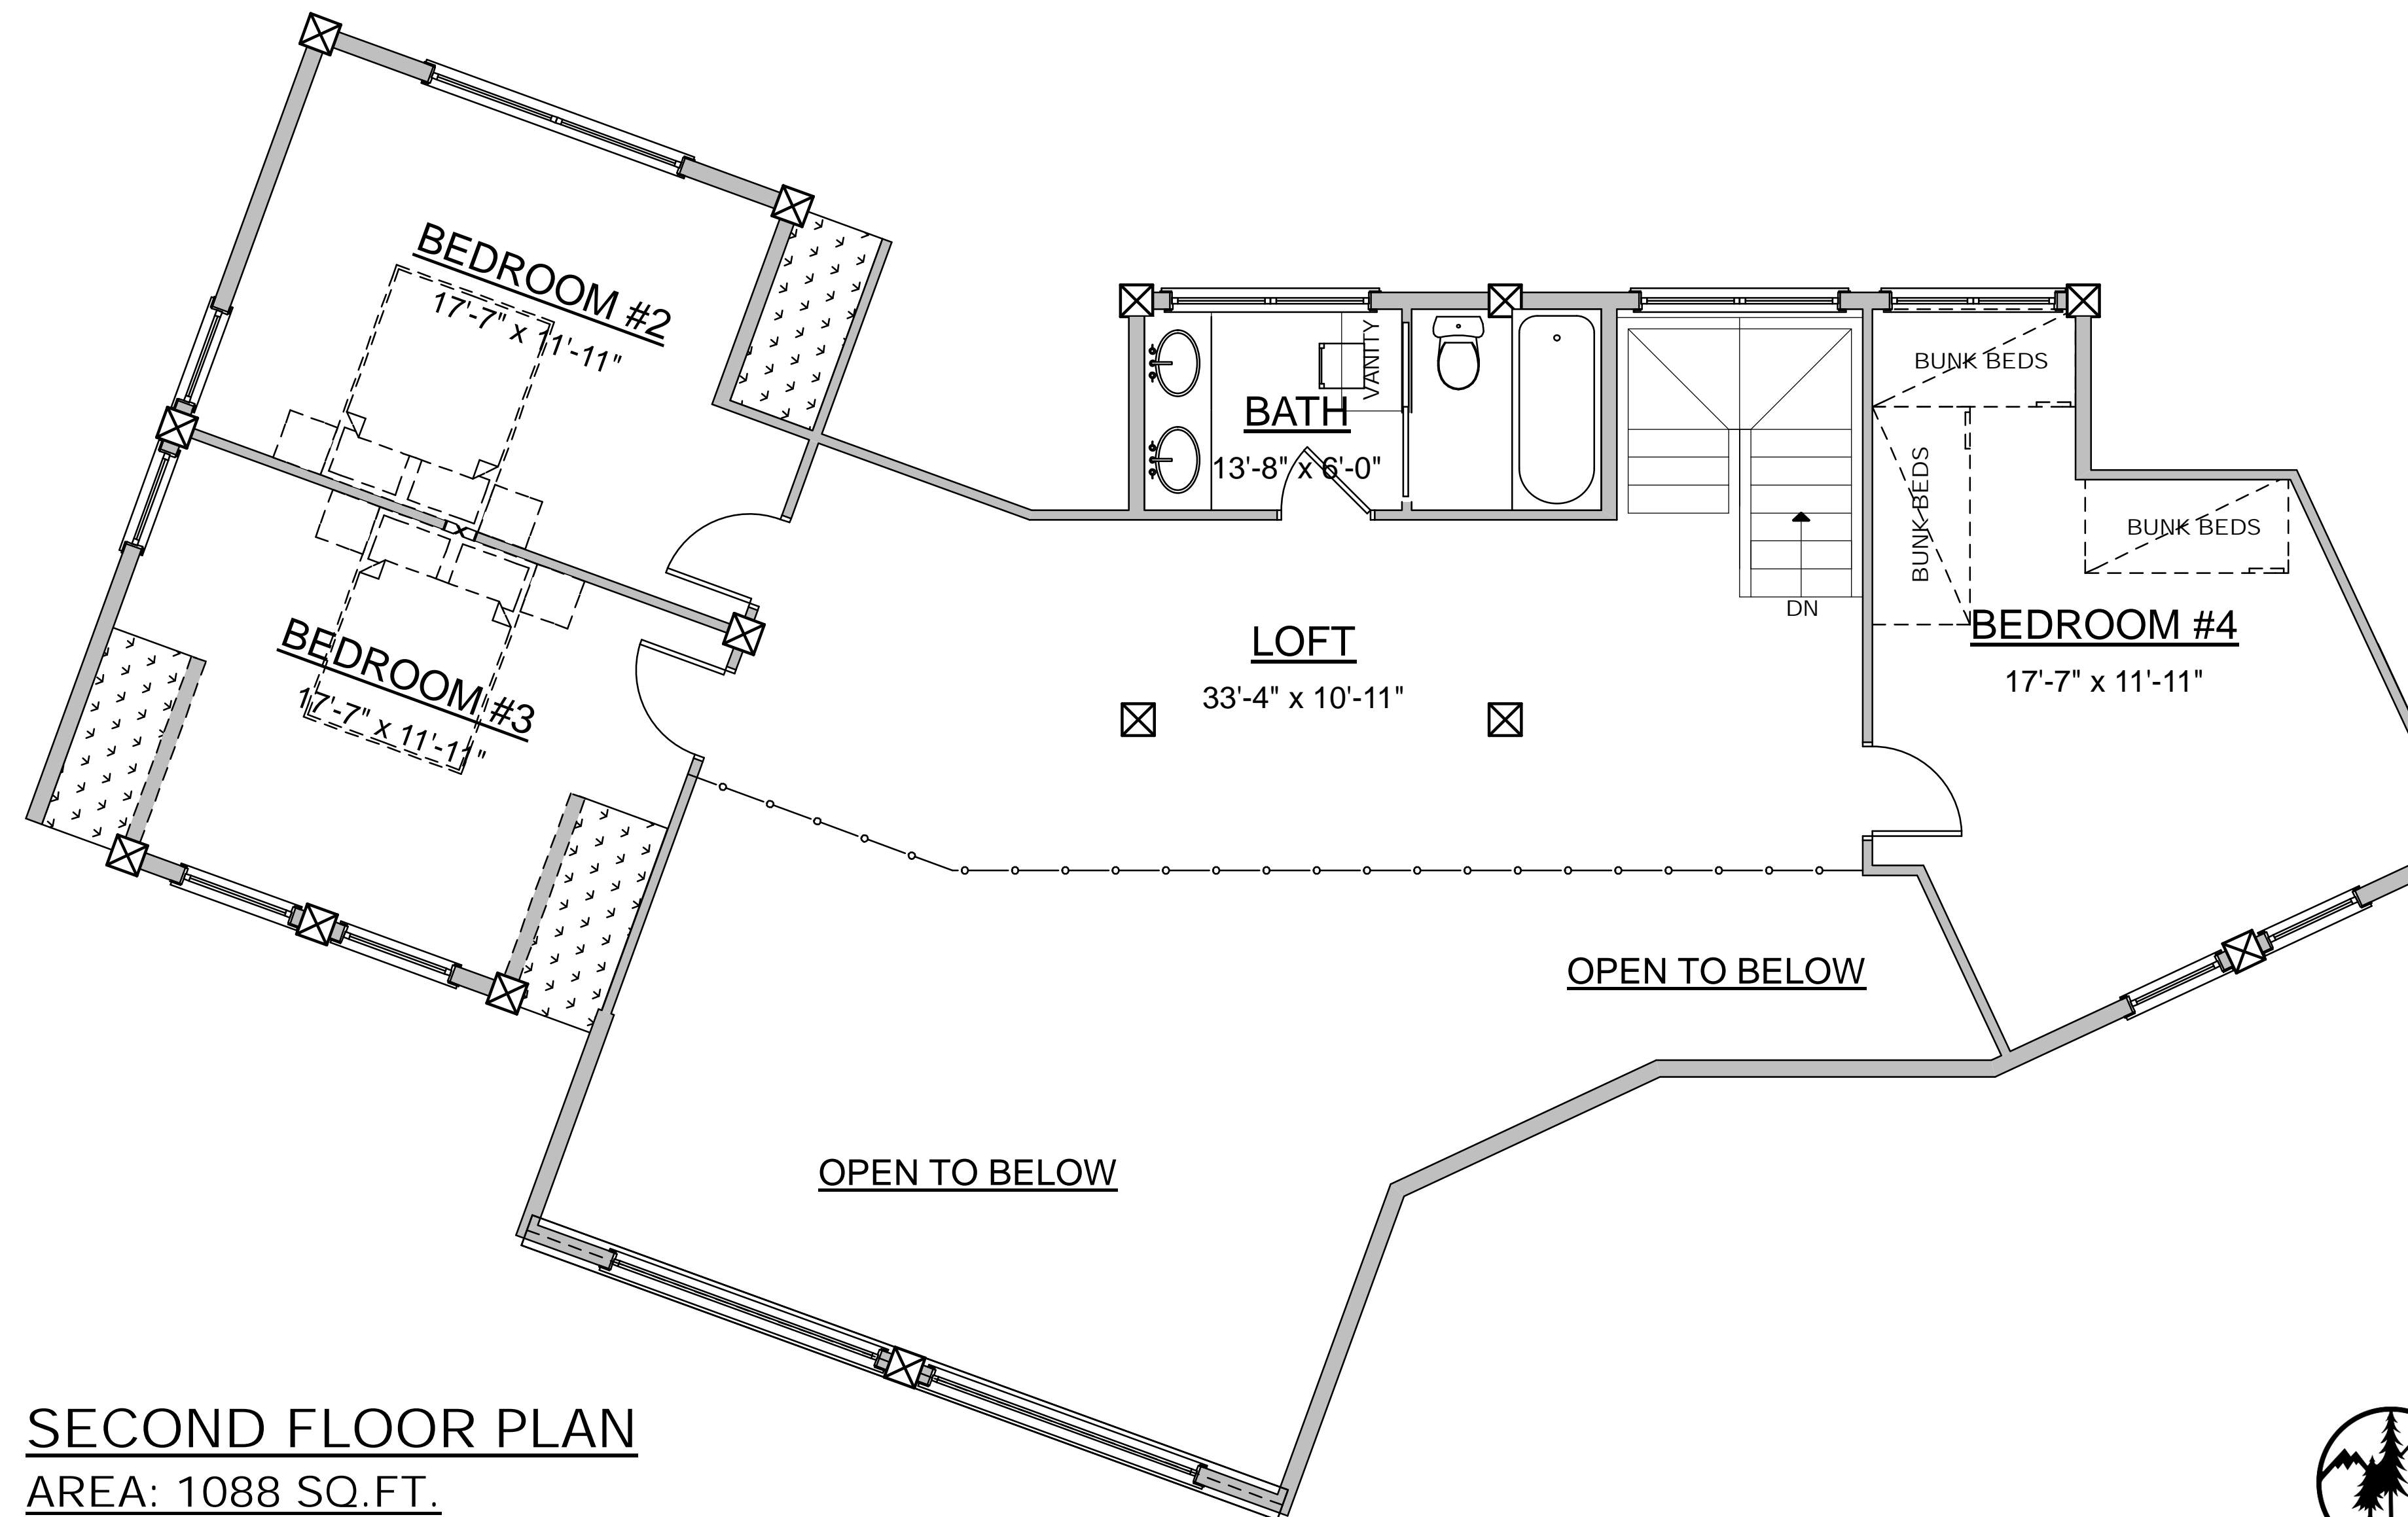 BEDROOM #2
17'-7" x 11'-11"
BEDROOM #3
17'-7" x 11'-11"
VANITY
BATH
13'-8" x 6'-0"
LOFT
33'-4" x 10'-11"
DN
BUNK BEDS
BUNK BEDS
BUNK BEDS
BEDROOM #4
17'-7" x 11'-11"
OPEN TO BELOW
OPEN TO BELOW
SECOND FLOOR PLAN
AREA: 1088 SQ.FT.